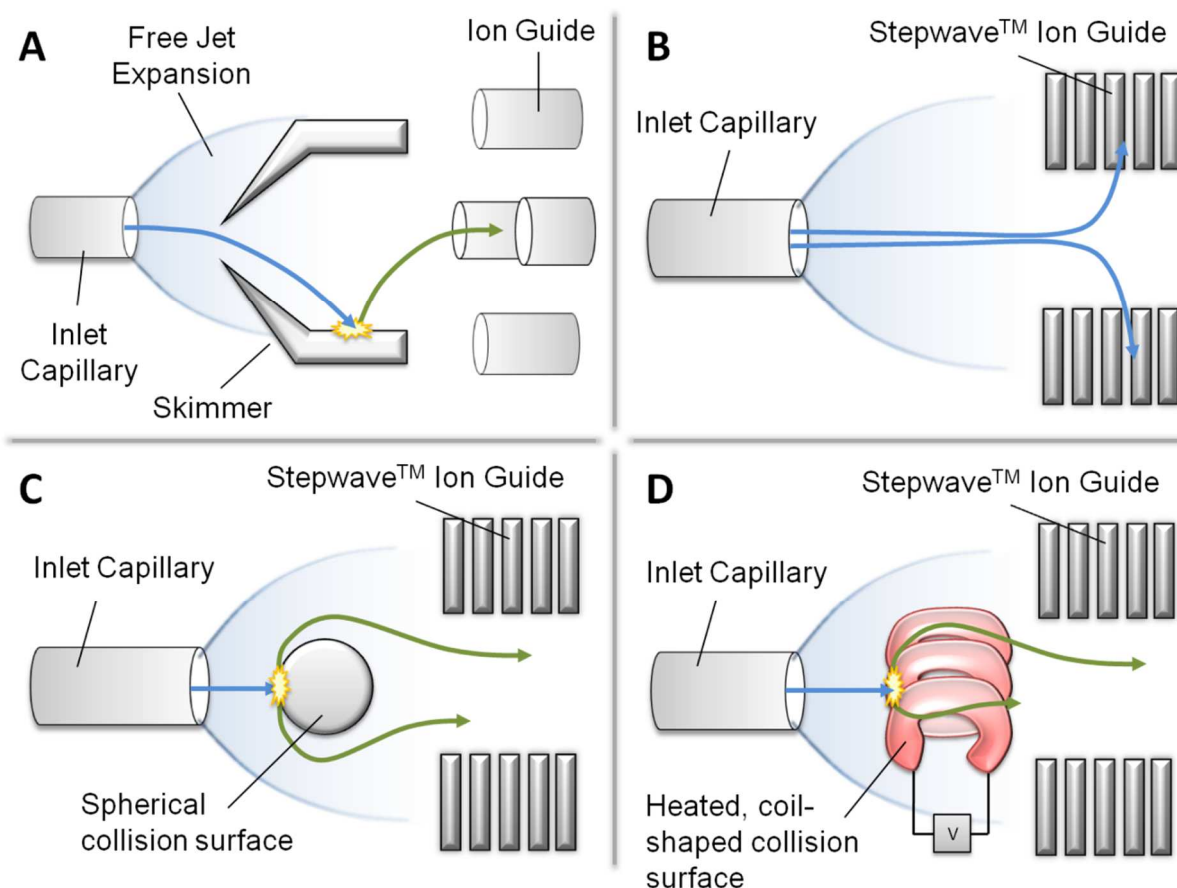 A
Free Jet
Expansion
Ion Guide
Inlet
Capillary
Skimmer
B
Stepwave™ Ion Guide
Inlet Capillary
C
Stepwave™ Ion Guide
Inlet Capillary
Spherical
collision surface
D
Stepwave™ Ion Guide
Inlet Capillary
Heated, coil-
shaped collision
surface
V